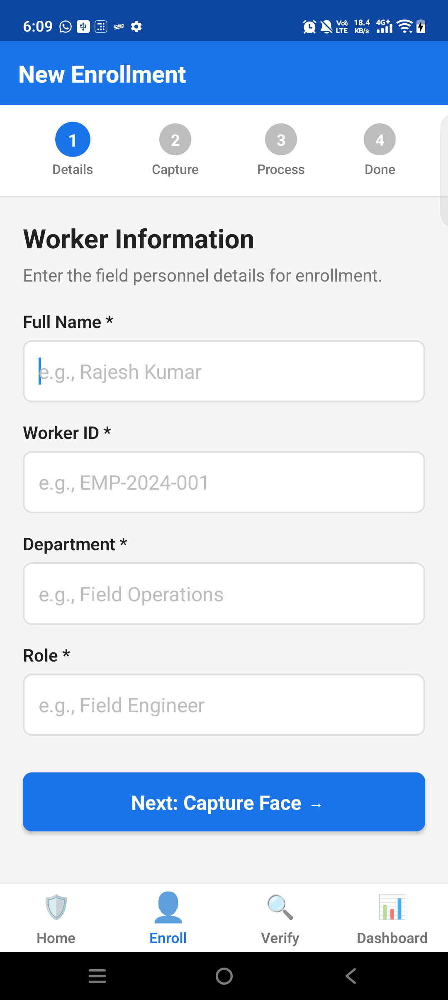 6:09 toing Vo)) LTE 18.4 KB/s 4G+
New Enrollment
1 2 3 4
Details Capture Process Done
Worker Information
Enter the field personnel details for enrollment.
Full Name *
e.g., Rajesh Kumar
Worker ID *
e.g., EMP-2024-001
Department *
e.g., Field Operations
Role *
e.g., Field Engineer
Next: Capture Face →
Home Enroll Verify Dashboard